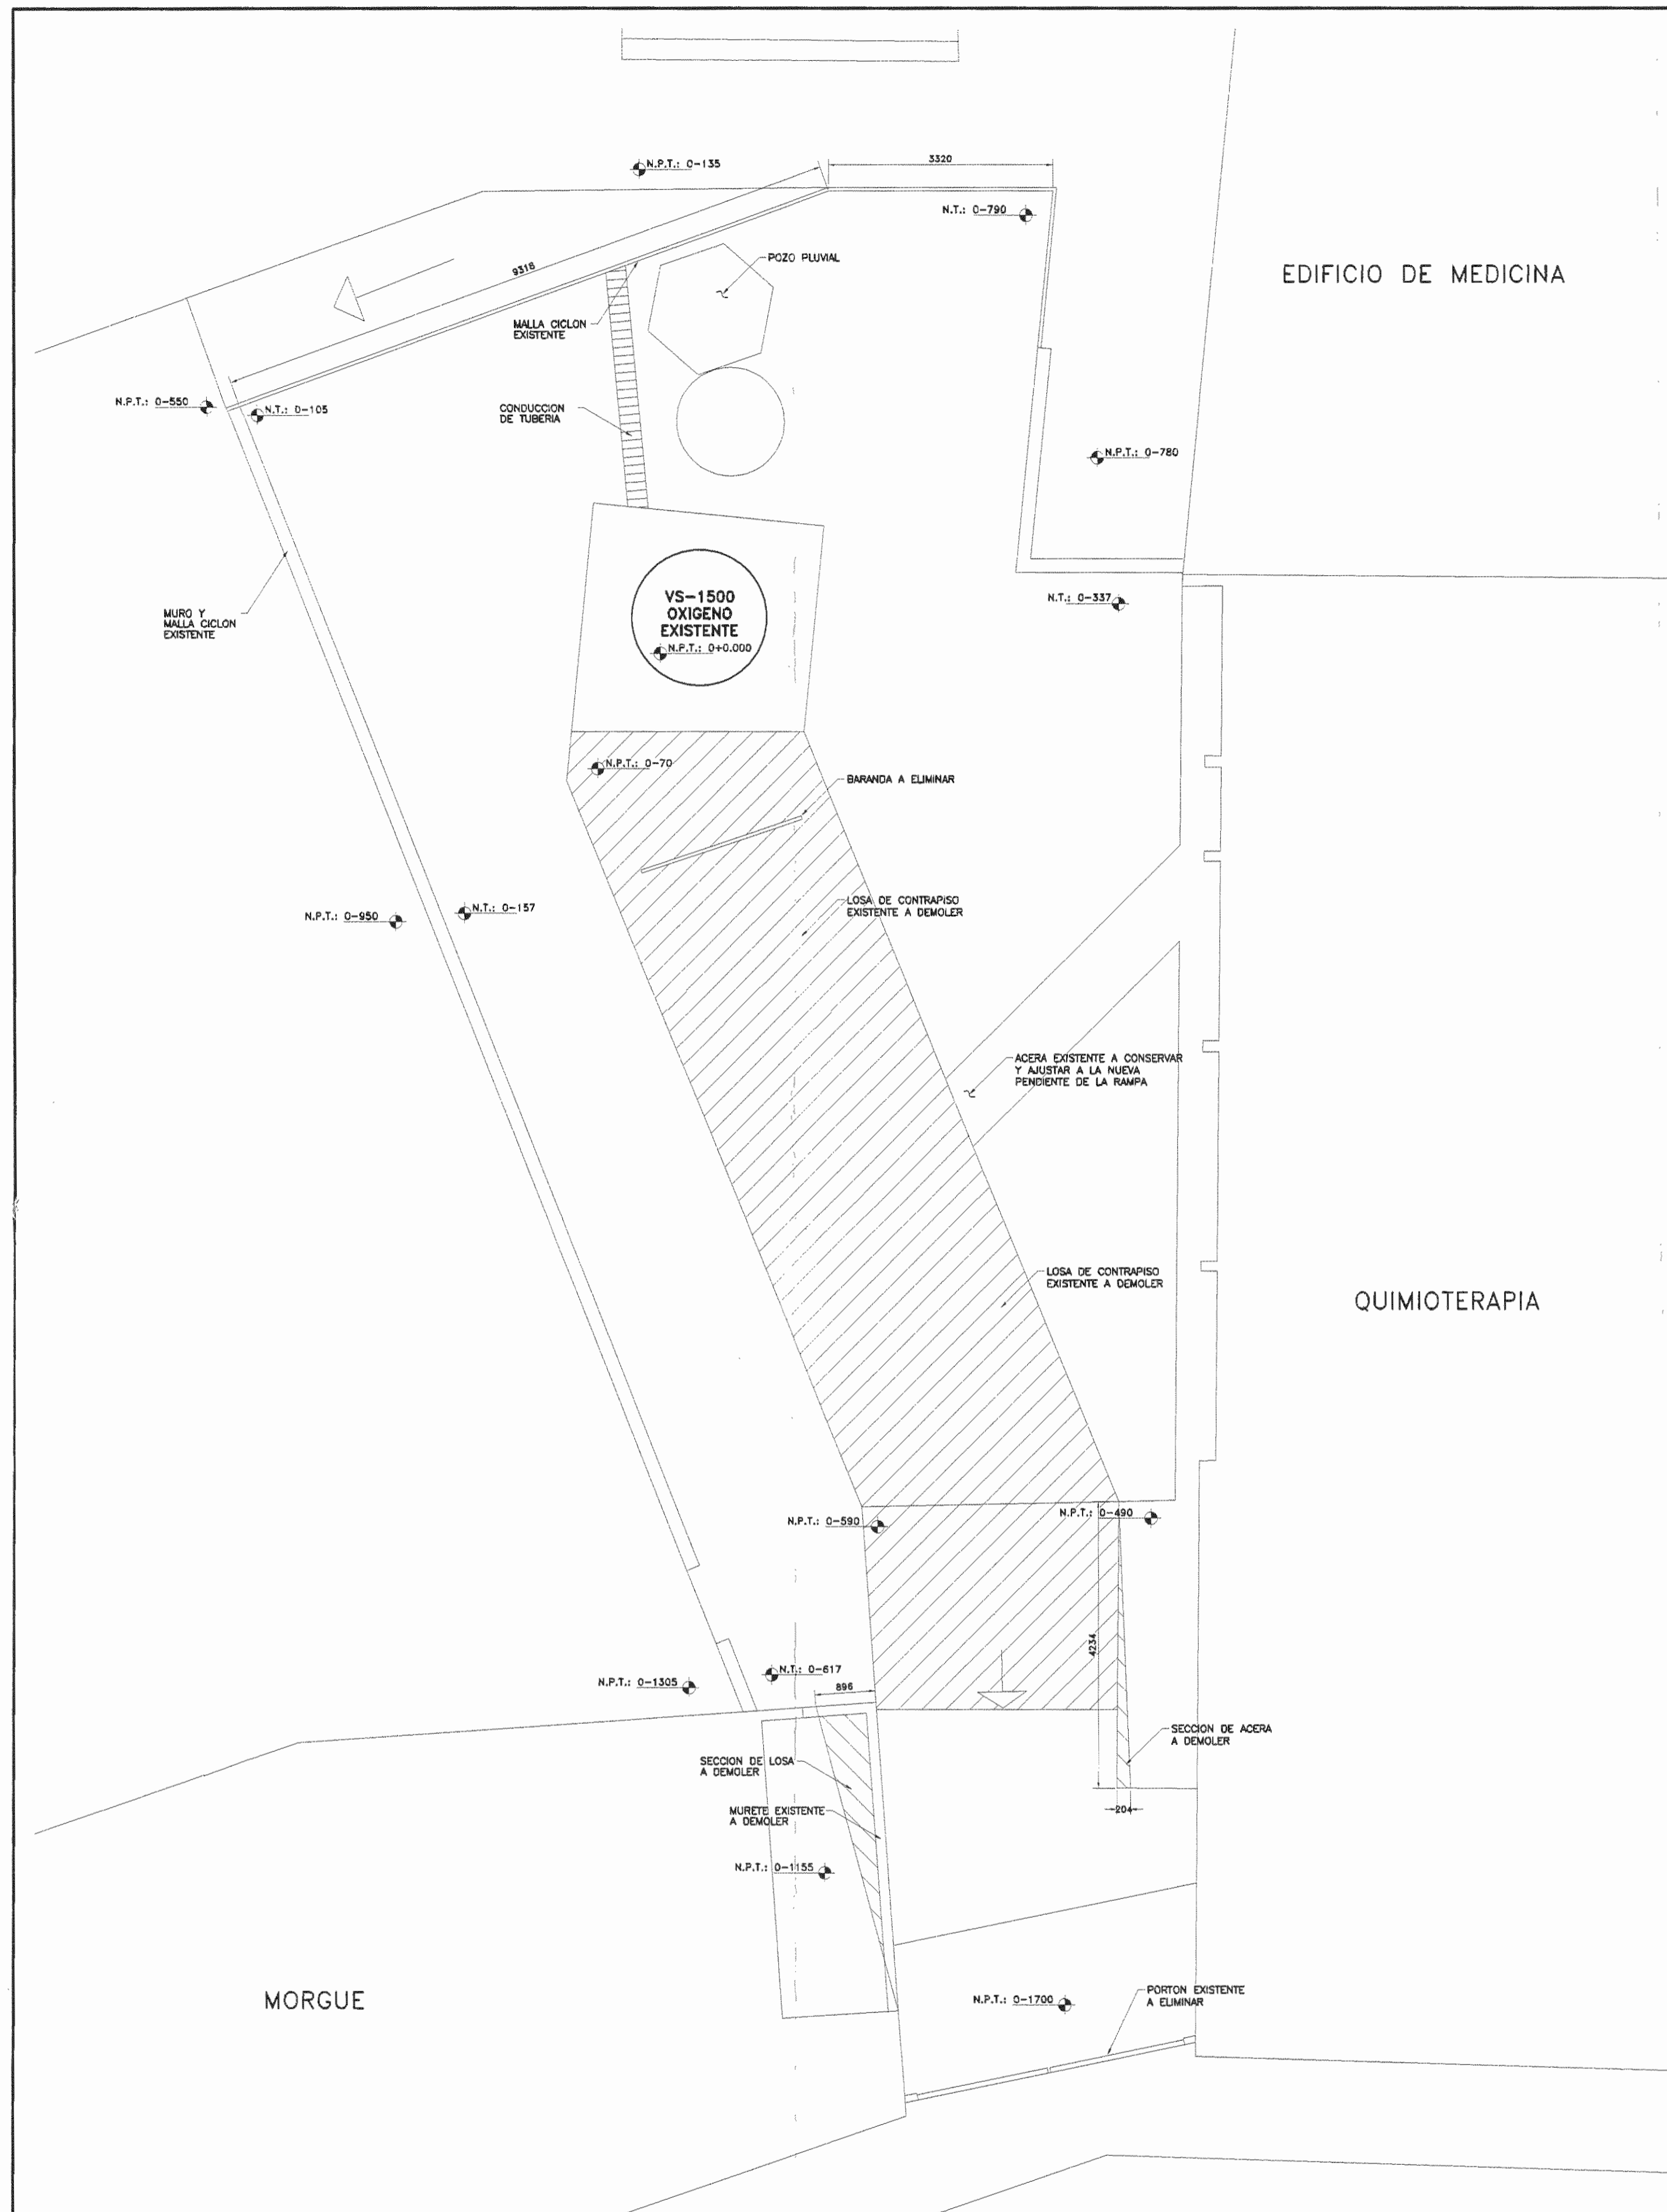 N.P.T.: 0-135
3320
N.T.: 0-790
POZO PLUVIAL
EDIFICIO DE MEDICINA
9316
MALLA CICLON
EXISTENTE
N.P.T.: 0-550
N.T.: 0-105
CONDUCCION
DE TUBERIA
N.P.T.: 0-780
VS-1500
OXIGENO
EXISTENTE
N.P.T.: 0+0.000
N.T.: 0-337
MURO Y
MALLA CICLON
EXISTENTE
N.P.T.: 0-70
BARANDA A ELIMINAR
LOSA DE CONTRAPISO
EXISTENTE A DEMOLER
N.P.T.: 0-950
N.T.: 0-157
ACERA EXISTENTE A CONSERVAR
Y AJUSTAR A LA NUEVA
PENDIENTE DE LA RAMPA
LOSA DE CONTRAPISO
EXISTENTE A DEMOLER
QUIMIOTERAPIA
N.P.T.: 0-590
N.P.T.: 0-490
4234
N.P.T.: 0-1305
N.T.: 0-617
896
SECCION DE ACERA
A DEMOLER
SECCION DE LOSA
A DEMOLER
204
MURETE EXISTENTE
A DEMOLER
N.P.T.: 0-1155
MORGUE
N.P.T.: 0-1700
PORTON EXISTENTE
A ELIMINAR